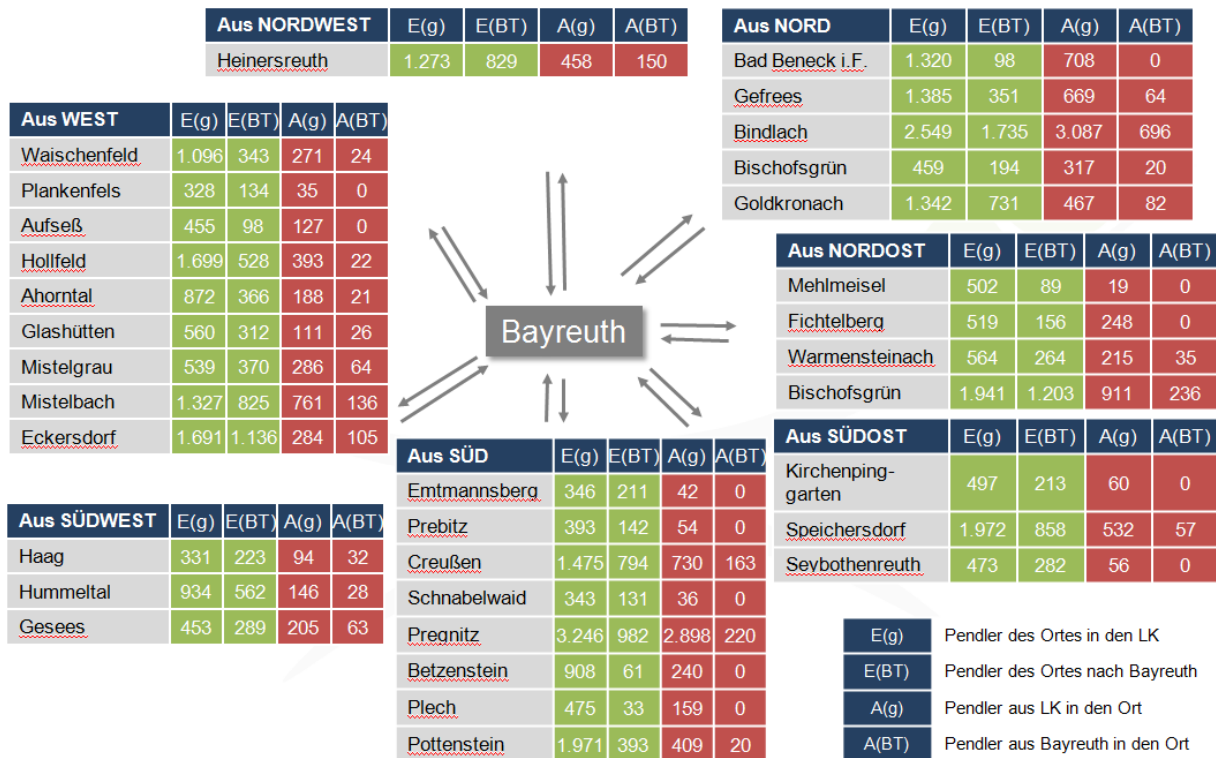 Aus NORDWEST E(g) E(BT) A(g) A(BT)
Heinersreuth 1.273 829 458 150
Aus NORD E(g) E(BT) A(g) A(BT)
Bad Beneck i.F. 1.320 98 708 0
Gefrees 1.385 351 669 64
Bindlach 2.549 1.735 3.087 696
Bischofsgrün 459 194 317 20
Goldkronach 1.342 731 467 82
Aus WEST E(g) E(BT) A(g) A(BT)
Waischenfeld 1.096 343 271 24
Plankenfels 328 134 35 0
Aufseß 455 98 127 0
Hollfeld 1.699 528 393 22
Ahorntal 872 366 188 21
Glashütten 560 312 111 26
Mistelgrau 539 370 286 64
Mistelbach 1.327 825 761 136
Eckersdorf 1.691 1.136 284 105
Bayreuth
Aus NORDOST E(g) E(BT) A(g) A(BT)
Mehlmeisel 502 89 19 0
Fichtelberg 519 156 248 0
Warmensteinach 564 264 215 35
Bischofsgrün 1.941 1.203 911 236
Aus SÜDOST E(g) E(BT) A(g) A(BT)
Kirchenping-
garten 497 213 60 0
Speichersdorf 1.972 858 532 57
Seybothenreuth 473 282 56 0
Aus SÜDWEST E(g) E(BT) A(g) A(BT)
Haag 331 223 94 32
Hummeltal 934 562 146 28
Gesees 453 289 205 63
Aus SÜD E(g) E(BT) A(g) A(BT)
Emtmannsberg 346 211 42 0
Prebitz 393 142 54 0
Creußen 1.475 794 730 163
Schnabelwaid 343 131 36 0
Pregnitz 3.246 982 2.898 220
Betzenstein 908 61 240 0
Plech 475 33 159 0
Pottenstein 1.971 393 409 20
E(g) Pendler des Ortes in den LK
E(BT) Pendler des Ortes nach Bayreuth
A(g) Pendler aus LK in den Ort
A(BT) Pendler aus Bayreuth in den Ort